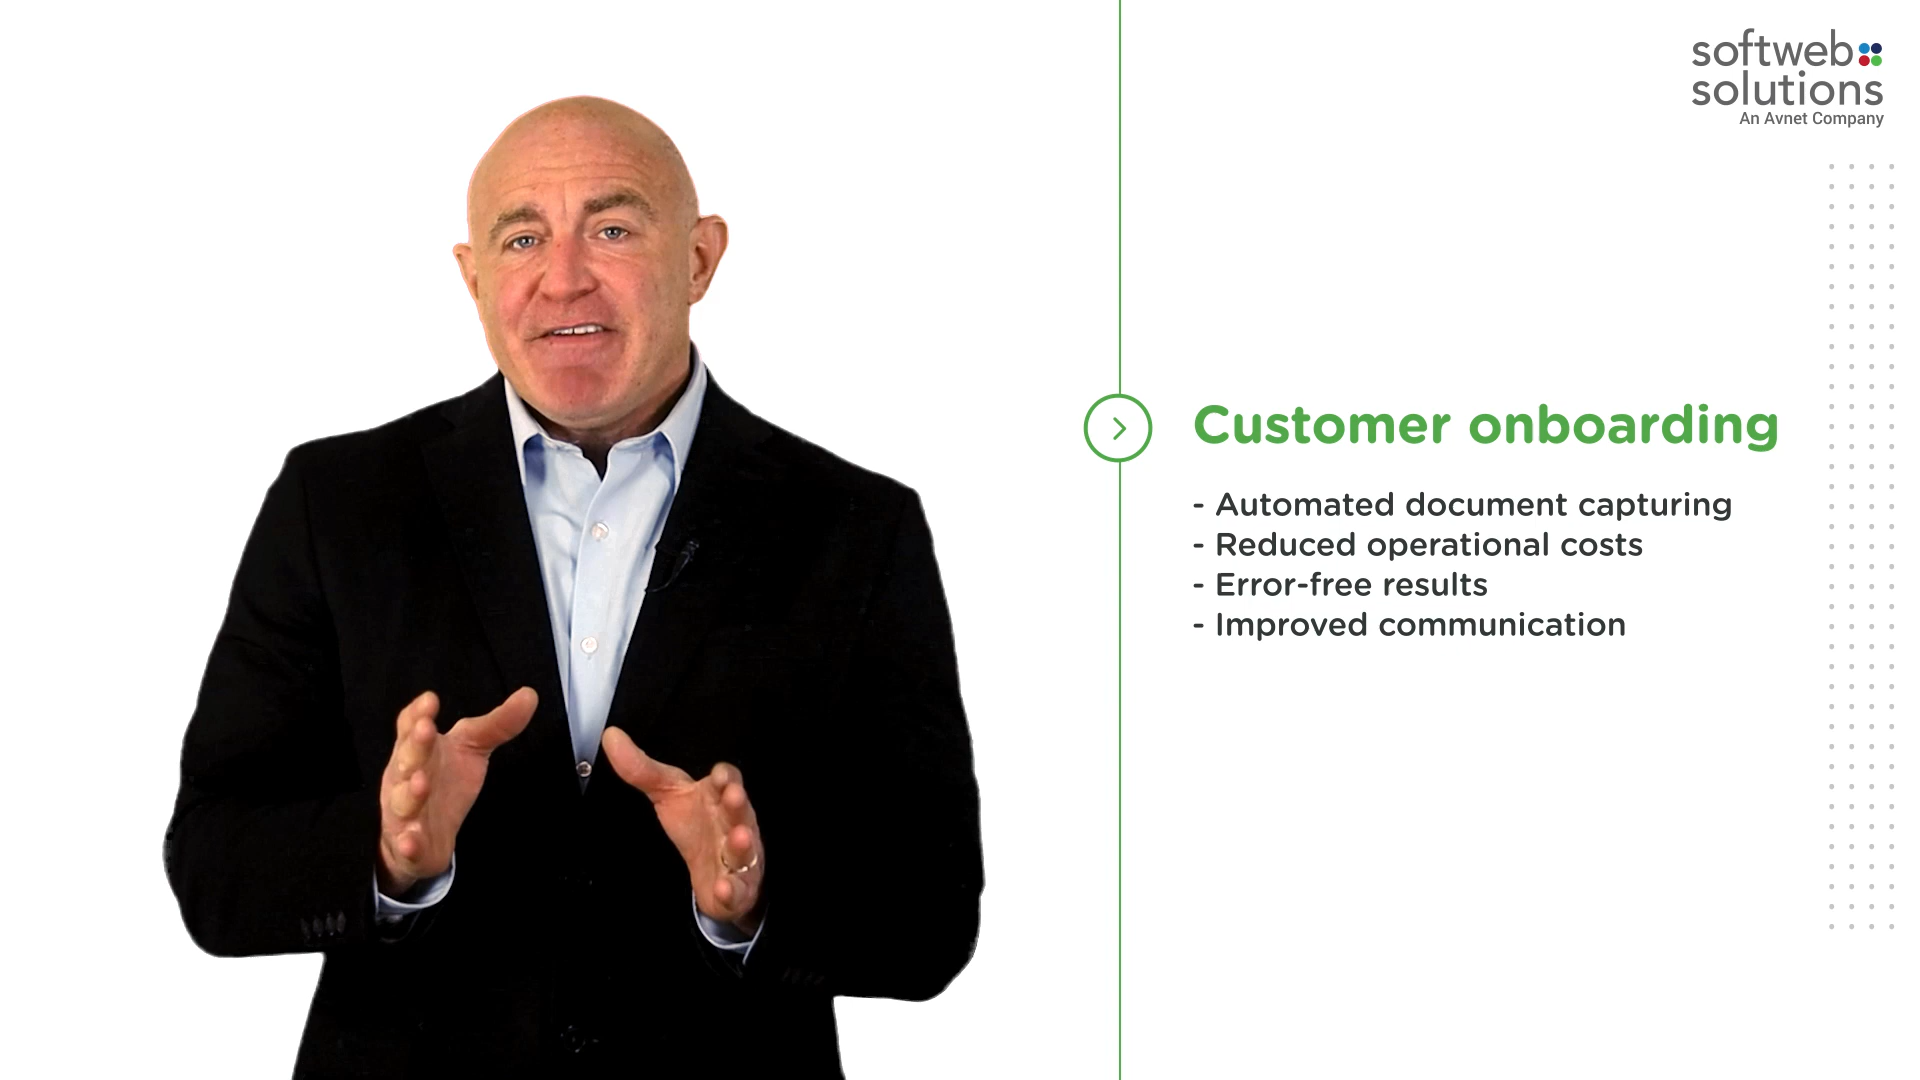 softweb
solutions
An Avnet Company
Customer onboarding
- Automated document capturing
- Reduced operational costs
- Error-free results
- Improved communication